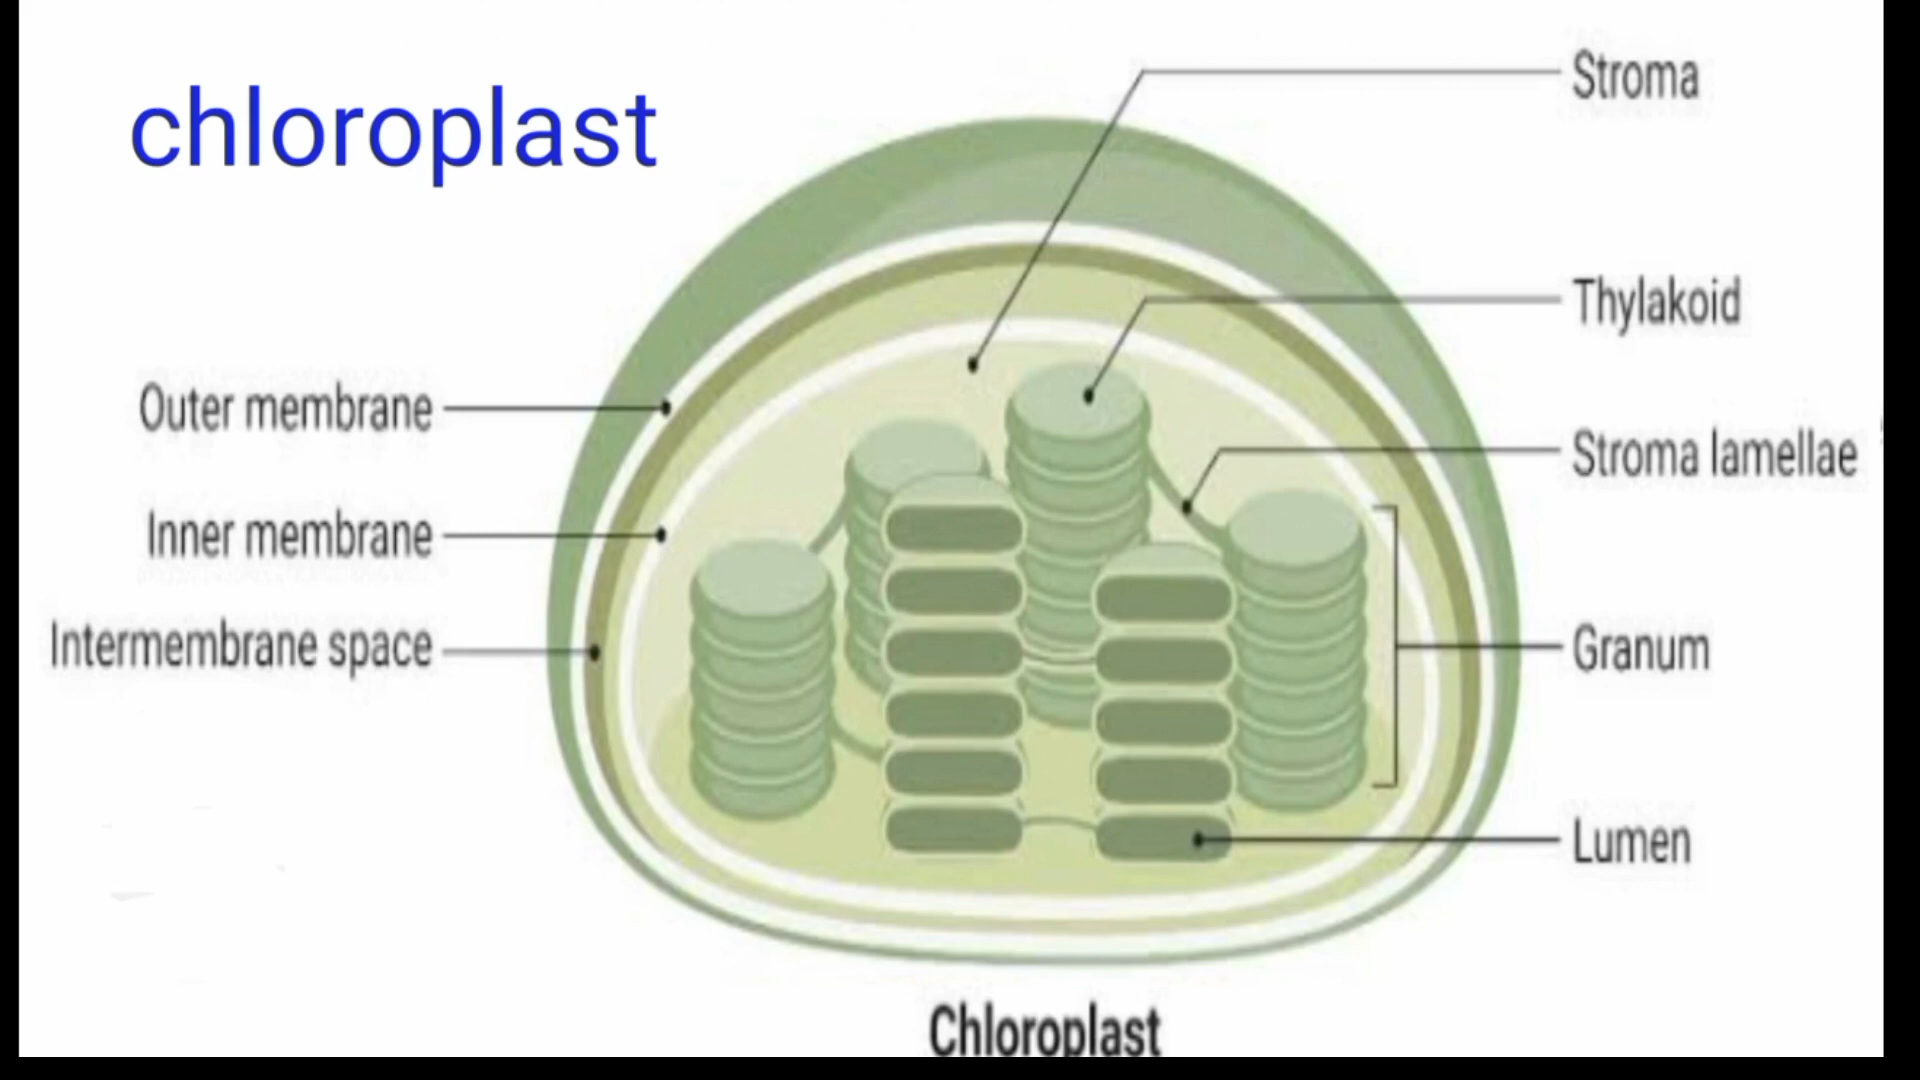 chloroplast
Stroma
Thylakoid
Outer membrane
Stroma lamellae
Inner membrane
Intermembrane space
Granum
Lumen
Chloroplast